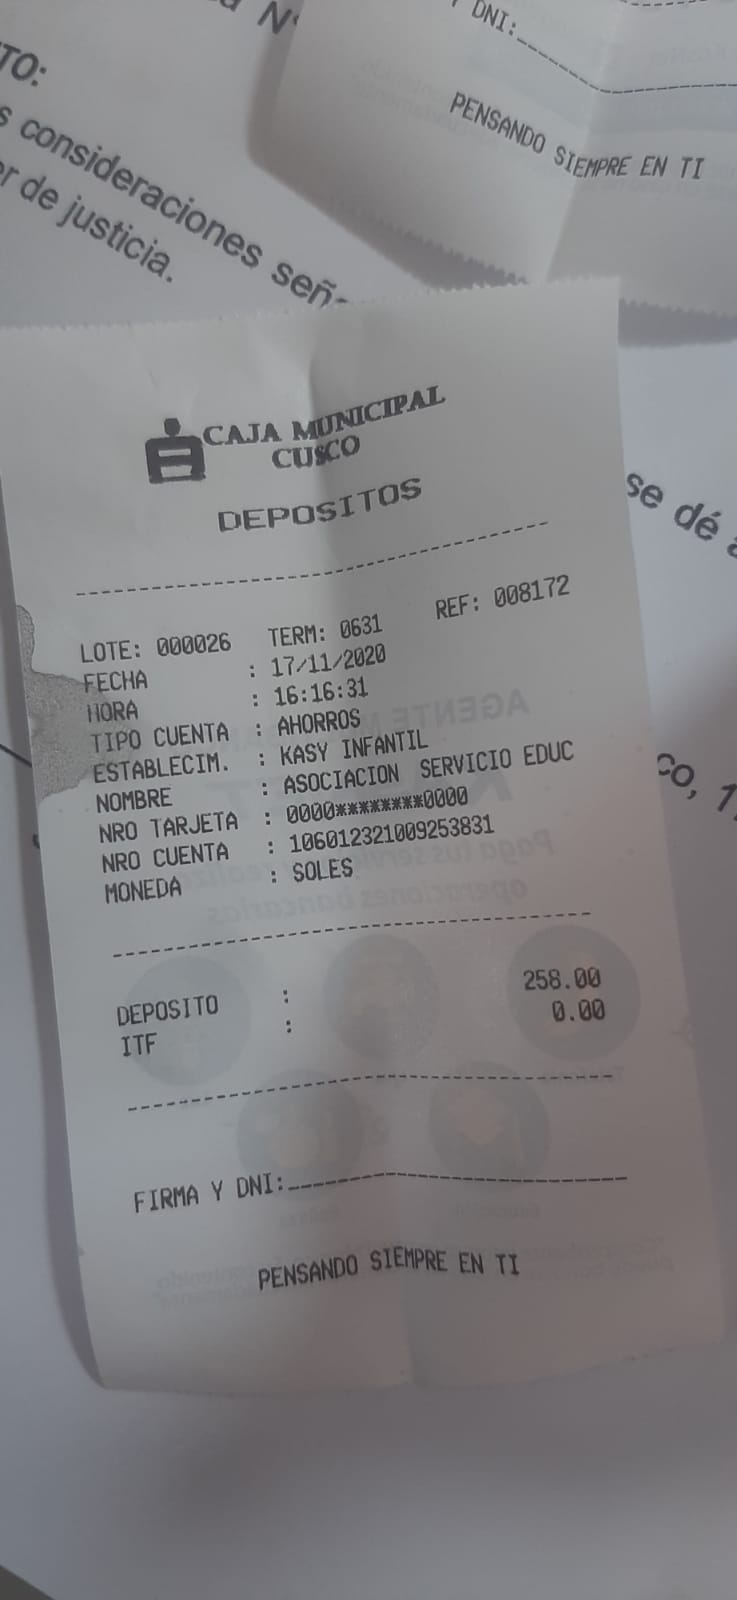 TO:
consideraciones
de justicia.
DNI:
PENSANDO SIEMPRE EN TI
se dé
CAJA MUNICIPAL
CUSCO
DEPOSITOS
LOTE: 000026 TERM: 0631 REF: 008172
FECHA : 17/11/2020
HORA : 16:16:31
TIPO CUENTA : AHORROS
ESTABLECIM. : KASY INFANTIL
NOMBRE : ASOCIACION SERVICIO EDUC
NRO TARJETA : 0000********0000
NRO CUENTA : 106012321009253831
MONEDA : SOLES
DEPOSITO : 258.00
ITF : 0.00
FIRMA Y DNI:
PENSANDO SIEMPRE EN TI